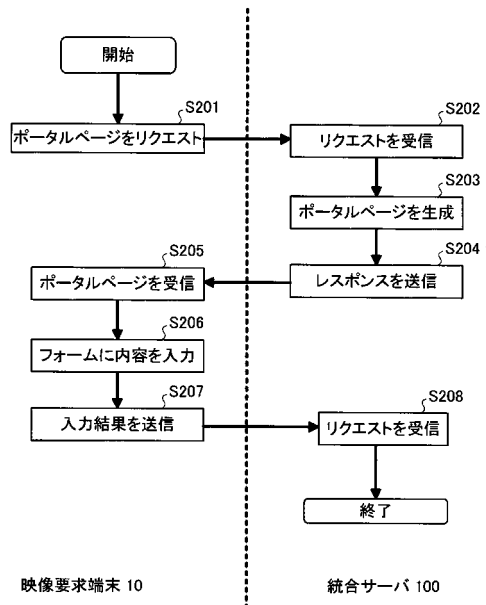 開始
S201
ポータルページをリクエスト
S202
リクエストを受信
S203
ポータルページを生成
S204
レスポンスを送信
S205
ポータルページを受信
S206
フォームに内容を入力
S207
入力結果を送信
S208
リクエストを受信
終了
映像要求端末 10
統合サーバ 100